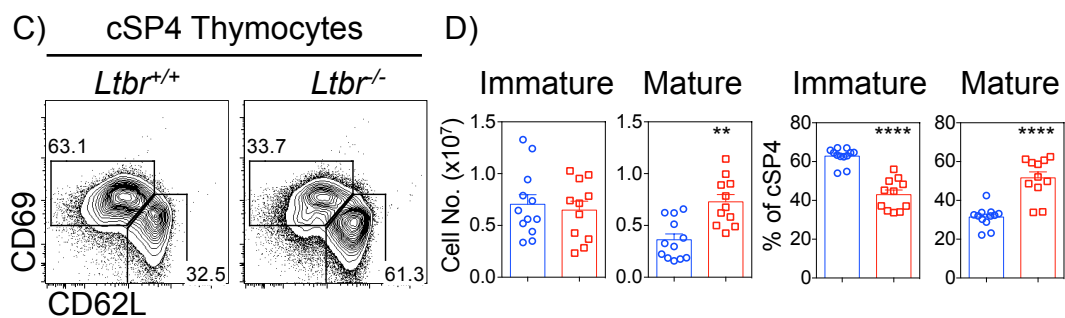 C)
cSP4 Thymocytes
Ltbr+/+
Ltbr-/-
63.1
32.5
33.7
61.3
CD69
CD62L
D)
Immature
Mature
Immature
Mature
Cell No. (x10⁷)
1.5
1.0
0.5
0.0
**
1.5
1.0
0.5
0.0
% of cSP4
****
80
60
40
20
0
****
80
60
40
20
0